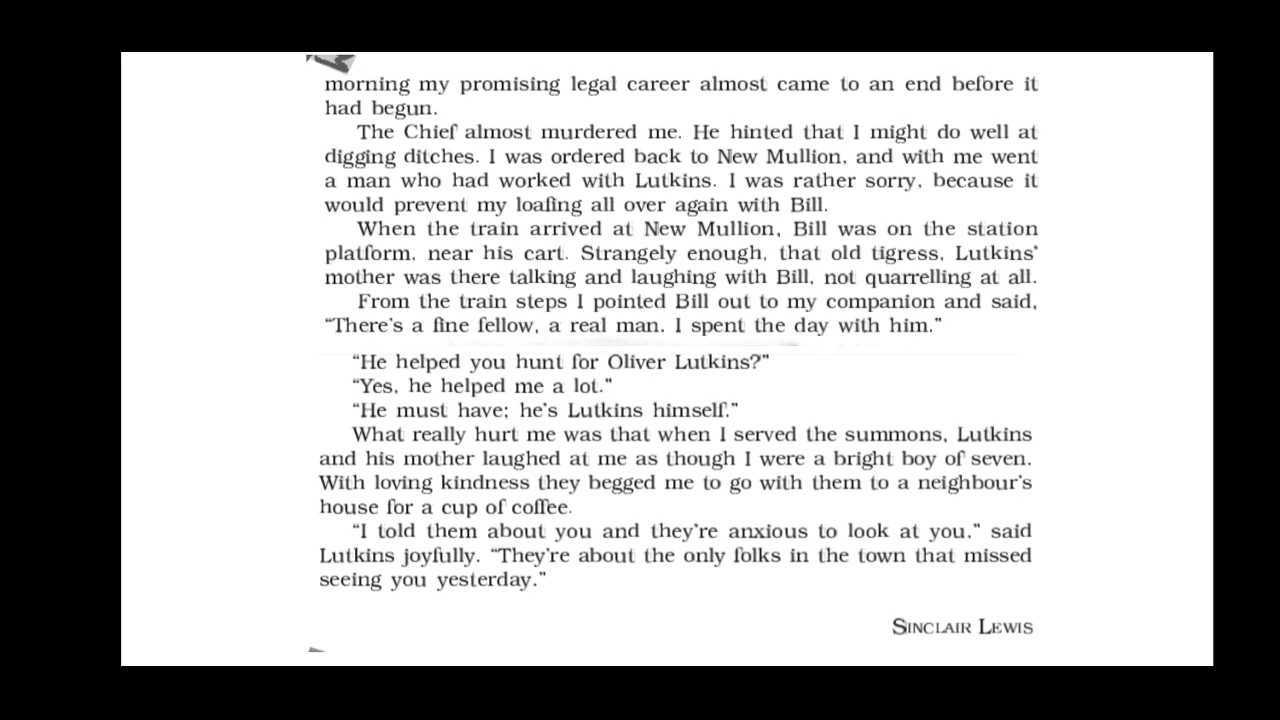 morning my promising legal career almost came to an end before it
had begun.
The Chief almost murdered me. He hinted that I might do well at
digging ditches. I was ordered back to New Mullion, and with me went
a man who had worked with Lutkins. I was rather sorry, because it
would prevent my loafing all over again with Bill.
When the train arrived at New Mullion, Bill was on the station
platform, near his cart. Strangely enough, that old tigress, Lutkins'
mother was there talking and laughing with Bill, not quarrelling at all.
From the train steps I pointed Bill out to my companion and said,
“There's a fine fellow, a real man. I spent the day with him.”
“He helped you hunt for Oliver Lutkins?”
“Yes, he helped me a lot.”
“He must have; he's Lutkins himself.”
What really hurt me was that when I served the summons, Lutkins
and his mother laughed at me as though I were a bright boy of seven.
With loving kindness they begged me to go with them to a neighbour's
house for a cup of coffee.
“I told them about you and they're anxious to look at you,” said
Lutkins joyfully. “They're about the only folks in the town that missed
seeing you yesterday.”
SINCLAIR LEWIS